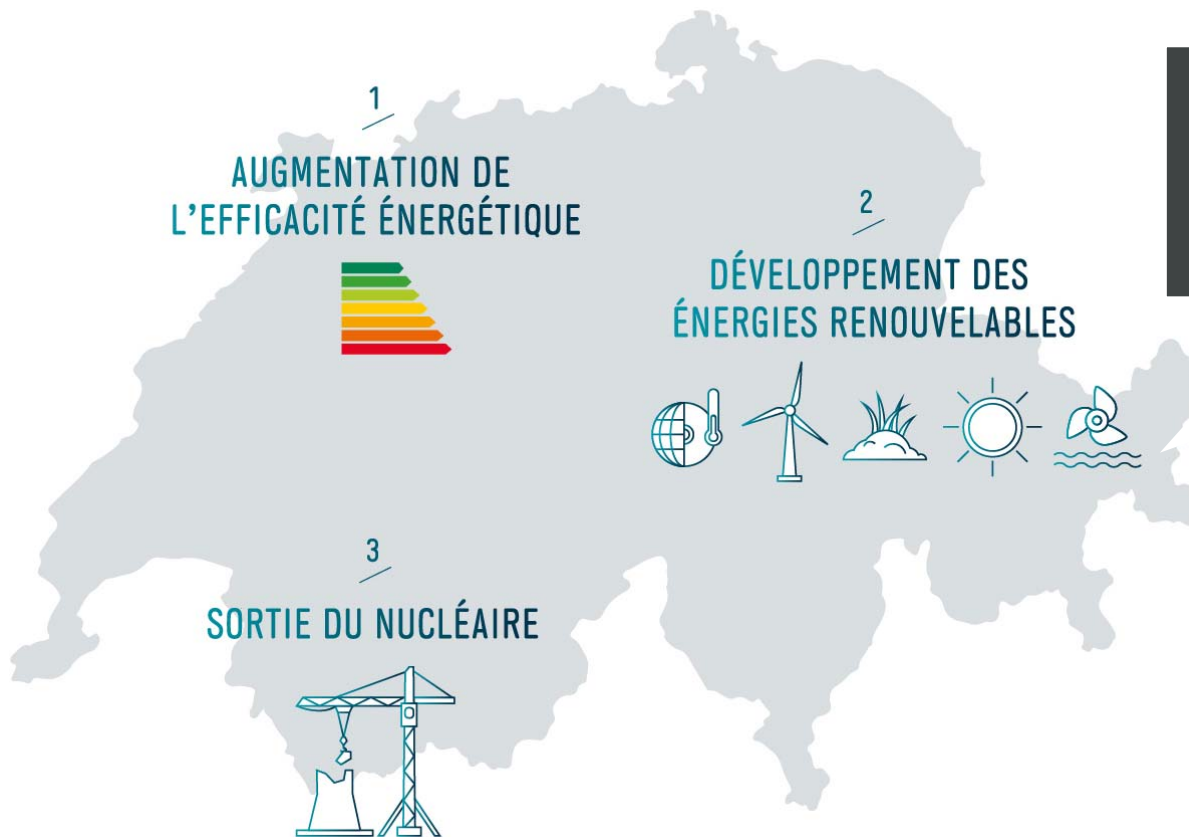 1
AUGMENTATION DE
L’EFFICACITÉ ÉNERGÉTIQUE
2
DÉVELOPPEMENT DES
ÉNERGIES RENOUVELABLES
3
SORTIE DU NUCLÉAIRE